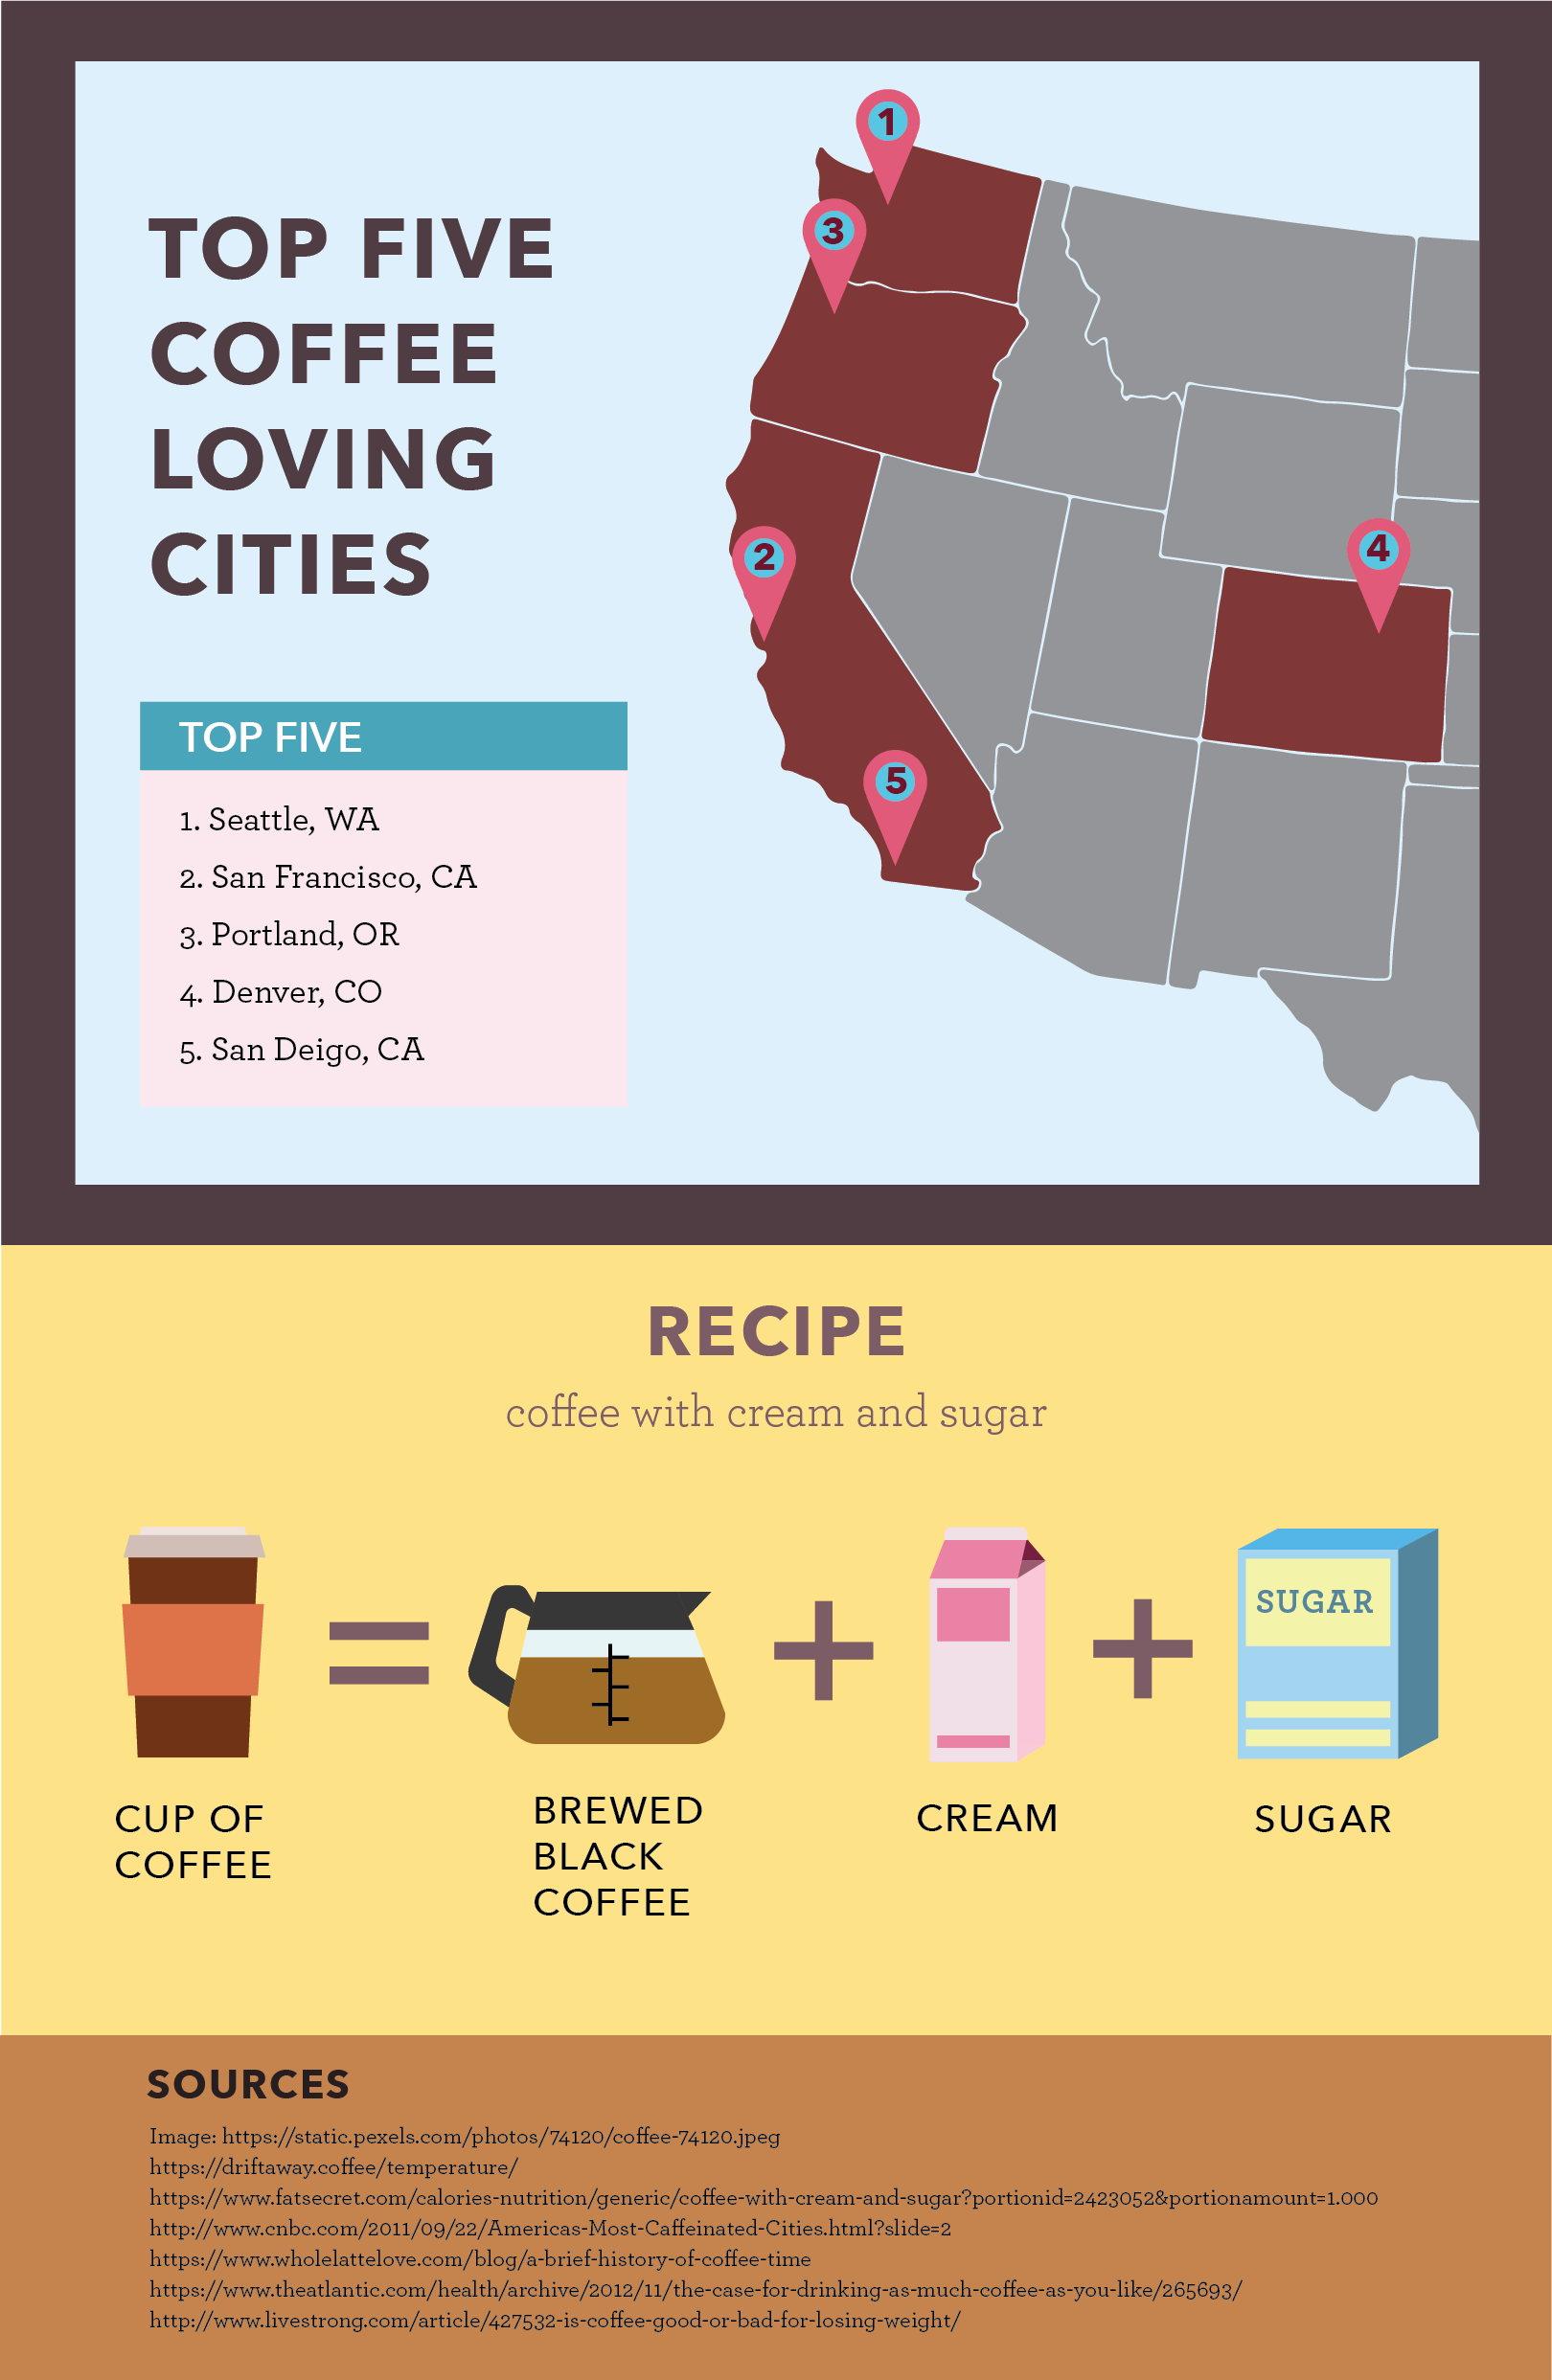 TOP FIVE
COFFEE
LOVING
CITIES
1
3
2
4
5
TOP FIVE
1. Seattle, WA
2. San Francisco, CA
3. Portland, OR
4. Denver, CO
5. San Deigo, CA
RECIPE
coffee with cream and sugar
=
+
+
SUGAR
CUP OF
COFFEE
BREWED
BLACK
COFFEE
CREAM
SUGAR
SOURCES
Image: https://static.pexels.com/photos/74120/coffee-74120.jpeg
https://driftaway.coffee/temperature/
https://www.fatsecret.com/calories-nutrition/generic/coffee-with-cream-and-sugar?portionid=2423052&portionamount=1.000
http://www.cnbc.com/2011/09/22/Americas-Most-Caffeinated-Cities.html?slide=2
https://www.wholelattelove.com/blog/a-brief-history-of-coffee-time
https://www.theatlantic.com/health/archive/2012/11/the-case-for-drinking-as-much-coffee-as-you-like/265693/
http://www.livestrong.com/article/427532-is-coffee-good-or-bad-for-losing-weight/